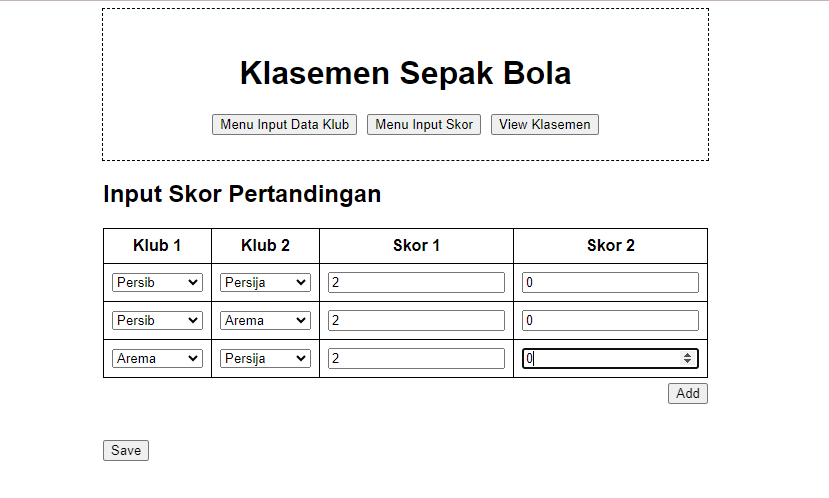 Klasemen Sepak Bola
Menu Input Data Klub Menu Input Skor View Klasemen
Input Skor Pertandingan
Klub 1 Klub 2 Skor 1 Skor 2
Persib Persija 2 0
Persib Arema 2 0
Arema Persija 2 0
Add
Save